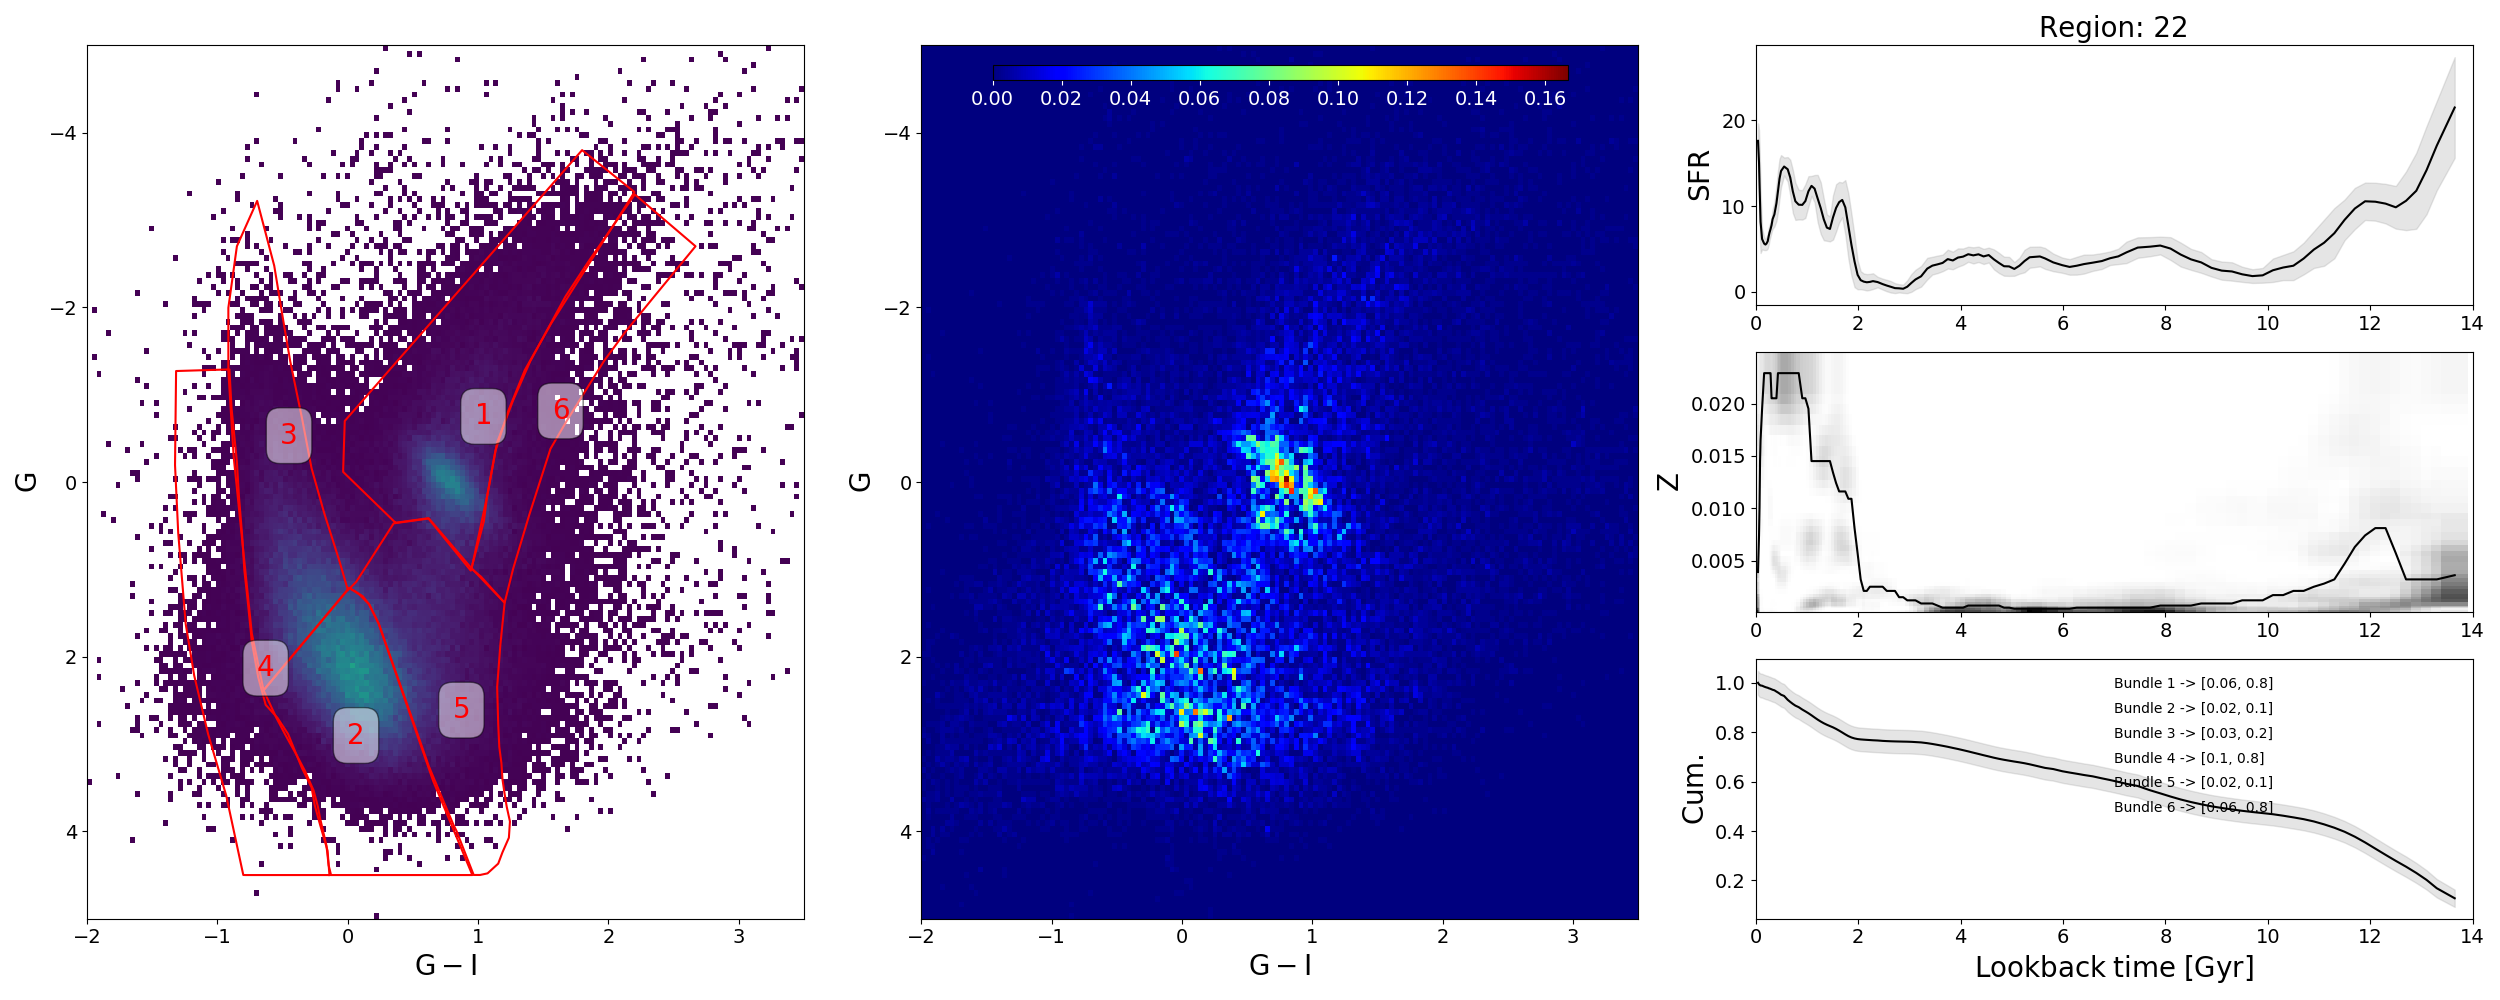 −4
−2
0
2
4
G
−2
−1
0
1
2
3
G − I
1
6
3
4
5
2
0.00 0.02 0.04 0.06 0.08 0.10 0.12 0.14 0.16
−4
−2
0
2
4
G
−2
−1
0
1
2
3
G − I
Region: 22
20
10
0
SFR
0 2 4 6 8 10 12 14
0.020
0.015
0.010
0.005
Z
0 2 4 6 8 10 12 14
1.0
0.8
0.6
0.4
0.2
Cum.
Bundle 1 -> [0.06, 0.8]
Bundle 2 -> [0.02, 0.1]
Bundle 3 -> [0.03, 0.2]
Bundle 4 -> [0.1, 0.8]
Bundle 5 -> [0.02, 0.1]
Bundle 6 -> [0.06, 0.8]
0 2 4 6 8 10 12 14
Lookback time [Gyr]